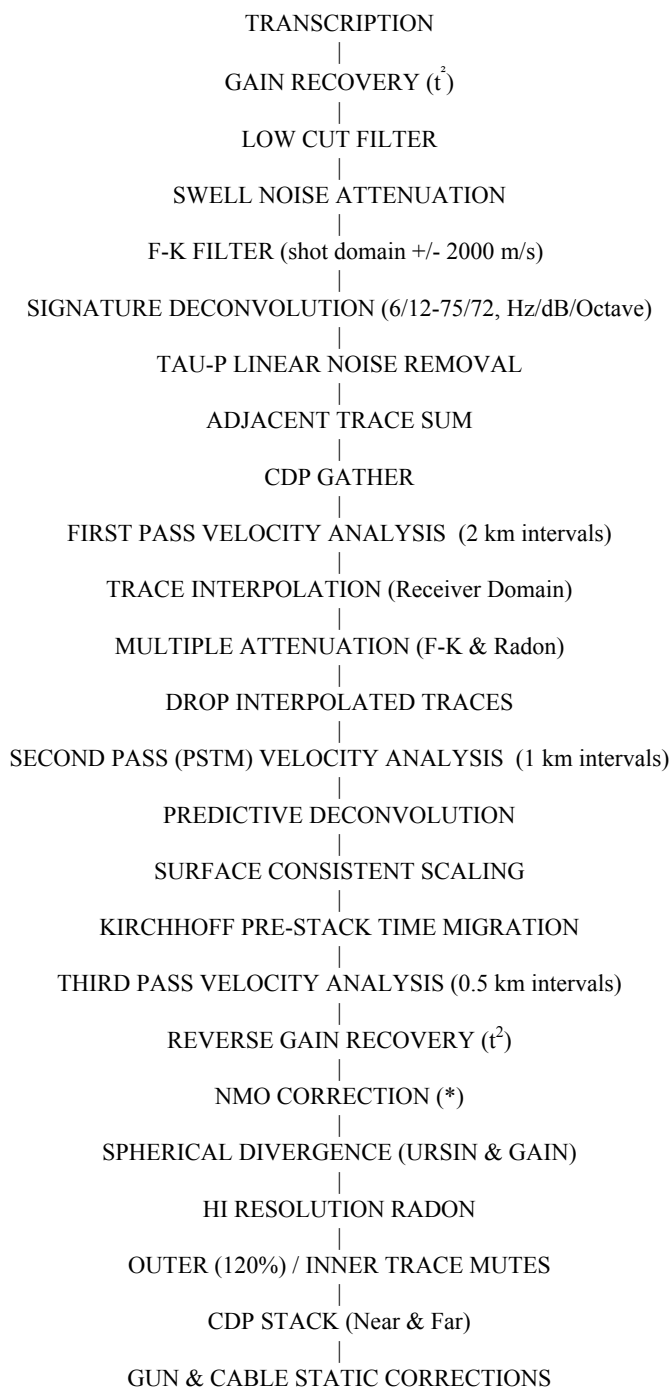 TRANSCRIPTION
GAIN RECOVERY (t²)
LOW CUT FILTER
SWELL NOISE ATTENUATION
F-K FILTER (shot domain +/- 2000 m/s)
SIGNATURE DECONVOLUTION (6/12-75/72, Hz/dB/Octave)
TAU-P LINEAR NOISE REMOVAL
ADJACENT TRACE SUM
CDP GATHER
FIRST PASS VELOCITY ANALYSIS (2 km intervals)
TRACE INTERPOLATION (Receiver Domain)
MULTIPLE ATTENUATION (F-K & Radon)
DROP INTERPOLATED TRACES
SECOND PASS (PSTM) VELOCITY ANALYSIS (1 km intervals)
PREDICTIVE DECONVOLUTION
SURFACE CONSISTENT SCALING
KIRCHHOFF PRE-STACK TIME MIGRATION
THIRD PASS VELOCITY ANALYSIS (0.5 km intervals)
REVERSE GAIN RECOVERY (t²)
NMO CORRECTION (*)
SPHERICAL DIVERGENCE (URSIN & GAIN)
HI RESOLUTION RADON
OUTER (120%) / INNER TRACE MUTES
CDP STACK (Near & Far)
GUN & CABLE STATIC CORRECTIONS